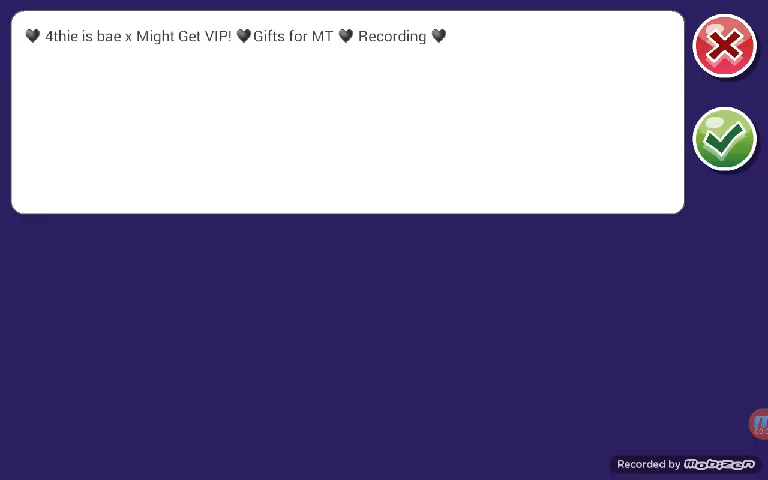 🖤 4thie is bae x Might Get VIP! 🖤Gifts for MT 🖤 Recording 🖤
Recorded by Mobizen